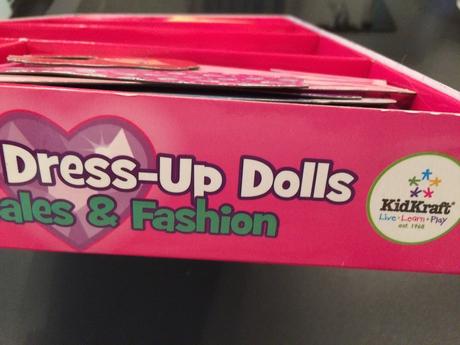 Dress-Up Dolls
ales & Fashion
KidKraft®
Live·Learn·Play
est. 1968